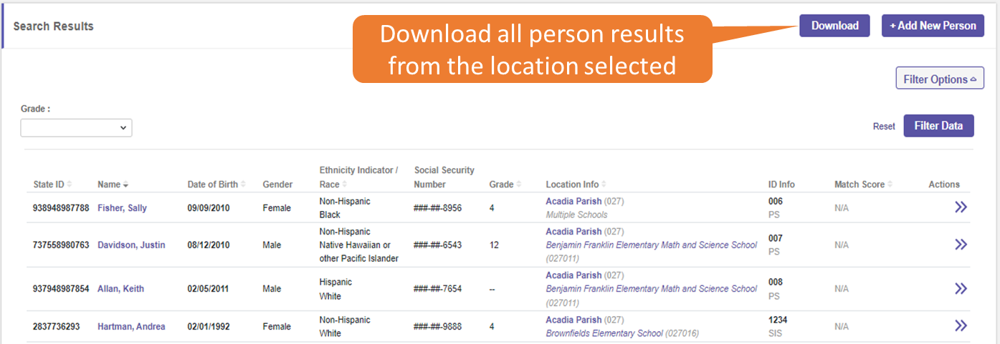 Search Results
Download all person results
from the location selected
Download
+ Add New Person
Filter Options
Grade :
Reset
Filter Data
Ethnicity Indicator / Social Security
State ID Name Date of Birth Gender Race Number Grade Location Info ID Info Match Score Actions
938948987788 Fisher, Sally 09/09/2010 Female Non-Hispanic Black ###-##-8956 4 Acadia Parish (027) Multiple Schools 006 PS N/A
737558980763 Davidson, Justin 08/12/2010 Male Non-Hispanic Native Hawaiian or other Pacific Islander ###-##-6543 12 Acadia Parish (027) Benjamin Franklin Elementary Math and Science School (027011) 007 PS N/A
937948987854 Allan, Keith 02/05/2011 Male Hispanic White ###-##-7654 -- Acadia Parish (027) Benjamin Franklin Elementary Math and Science School (027011) 008 PS N/A
2837736293 Hartman, Andrea 02/01/1992 Female Non-Hispanic White ###-##-9888 4 Acadia Parish (027) Brownfields Elementary School (027016) 1234 SIS N/A